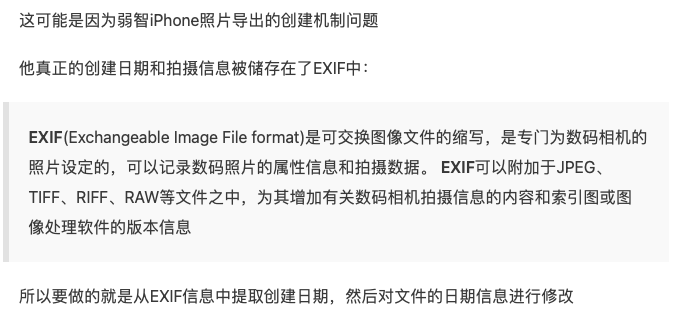 这可能是因为弱智iPhone照片导出的创建机制问题
他真正的创建日期和拍摄信息被储存在了EXIF中：
EXIF(Exchangeable Image File format)是可交换图像文件的缩写，是专门为数码相机的
照片设定的，可以记录数码照片的属性信息和拍摄数据。 EXIF可以附加于JPEG、
TIFF、RIFF、RAW等文件之中，为其增加有关数码相机拍摄信息的内容和索引图或图
像处理软件的版本信息
所以要做的就是从EXIF信息中提取创建日期，然后对文件的日期信息进行修改